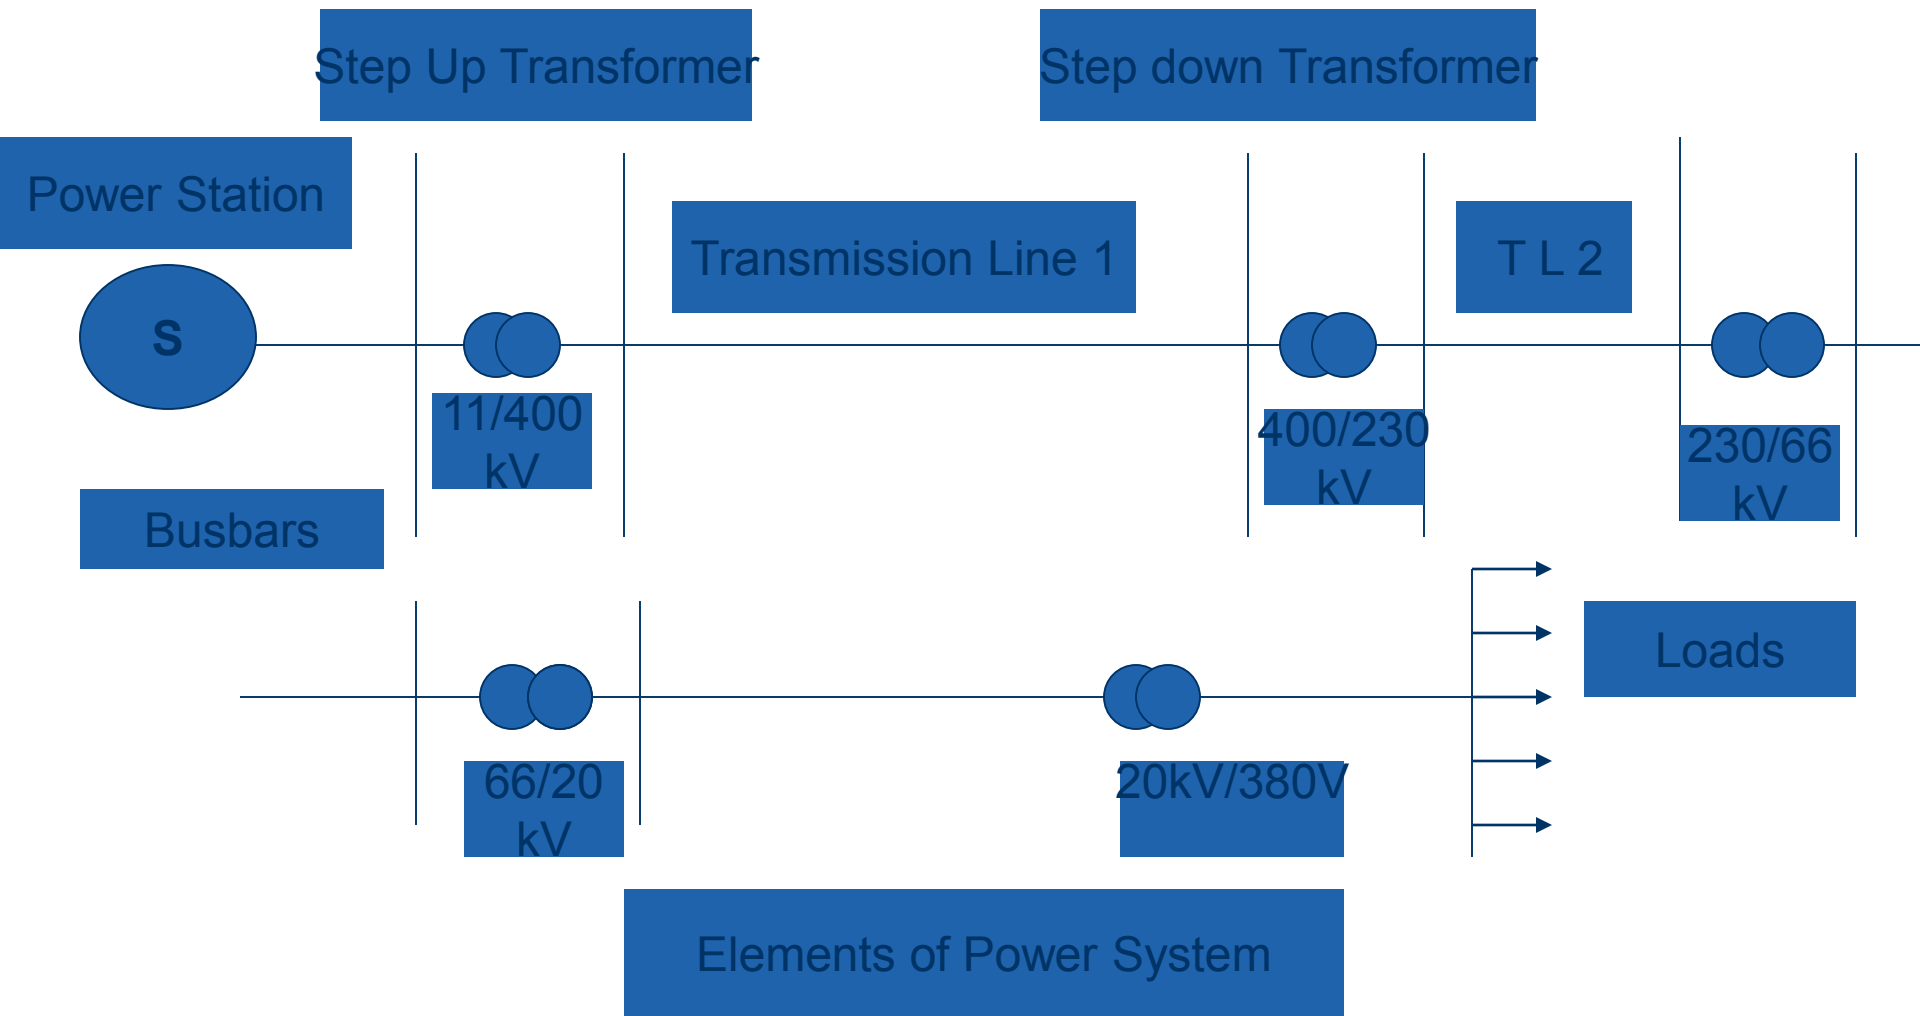 Step Up Transformer
Step down Transformer
Power Station
Transmission Line 1
T L 2
S
11/400
kV
400/230
kV
230/66
kV
Busbars
Loads
66/20
kV
20kV/380V
Elements of Power System